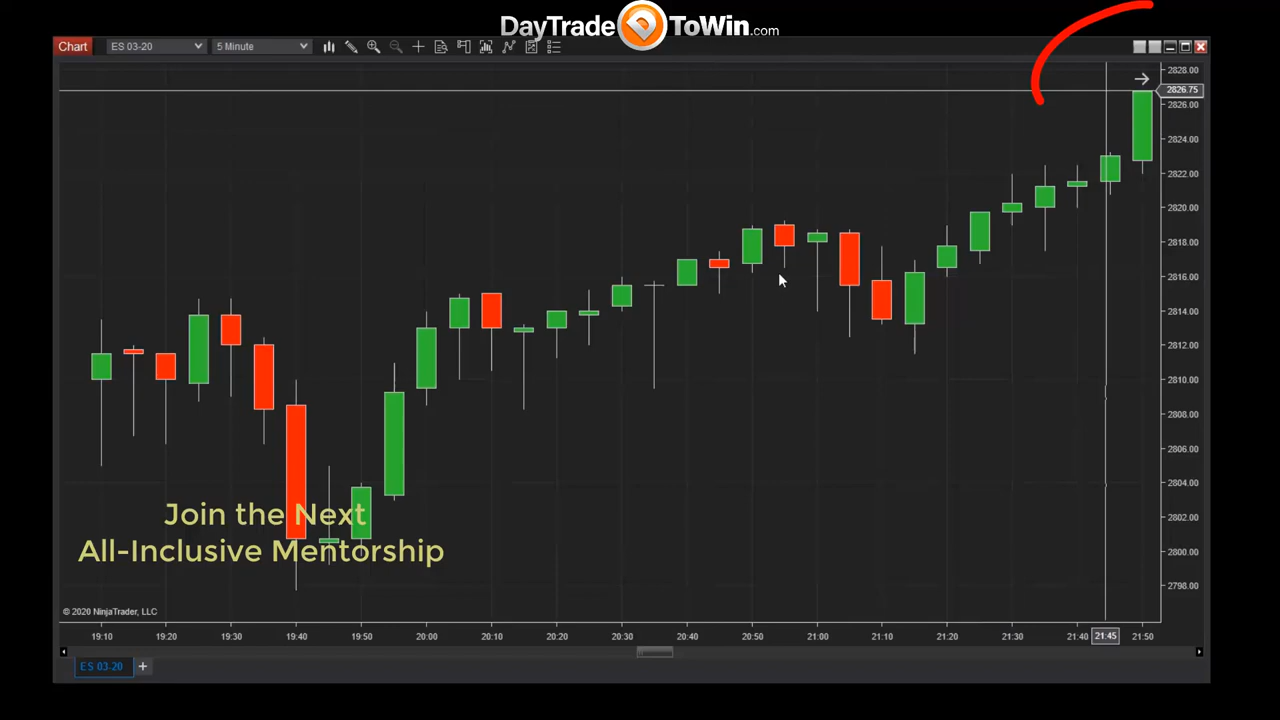 DayTradeToWin.com
Chart ES 03-20 5 Minute
2828.00
2826.75
2826.00
2824.00
2822.00
2820.00
2818.00
2816.00
2814.00
2812.00
2810.00
2808.00
2806.00
2804.00
2802.00
2800.00
2798.00
Join the Next
All-Inclusive Mentorship
© 2020 NinjaTrader, LLC
19:10 19:20 19:30 19:40 19:50 20:00 20:10 20:20 20:30 20:40 20:50 21:00 21:10 21:20 21:30 21:40 21:45 21:50
ES 03-20